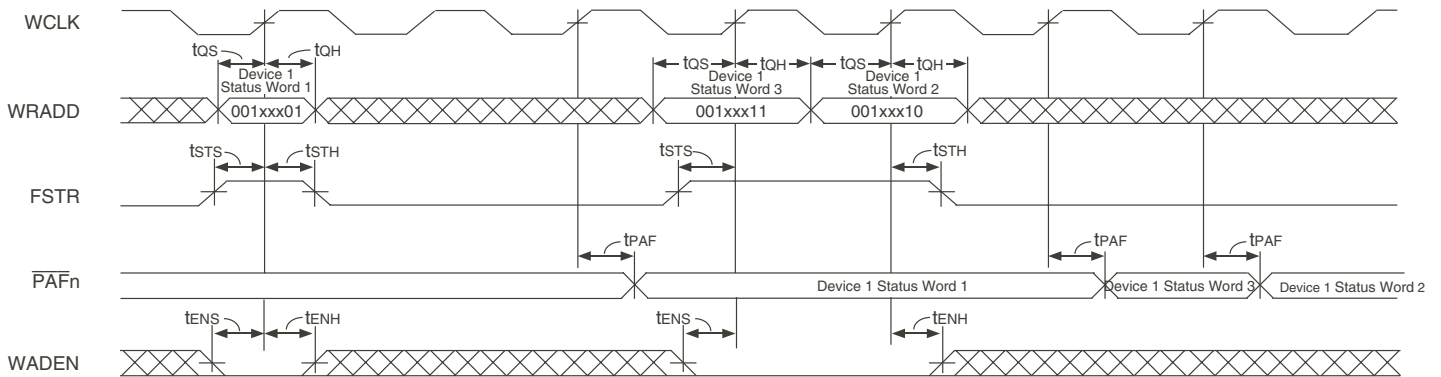 WCLK
tQS tQH tQS tQH tQS tQH
Device 1 Status Word 1
Device 1 Status Word 3
Device 1 Status Word 2
WRADD
001xxx01 001xxx11 001xxx10
tSTS tSTH tSTS tSTH
FSTR
tPAF tPAF tPAF
PAFn
Device 1 Status Word 1 Device 1 Status Word 3 Device 1 Status Word 2
tENS tENH tENS tENH
WADEN